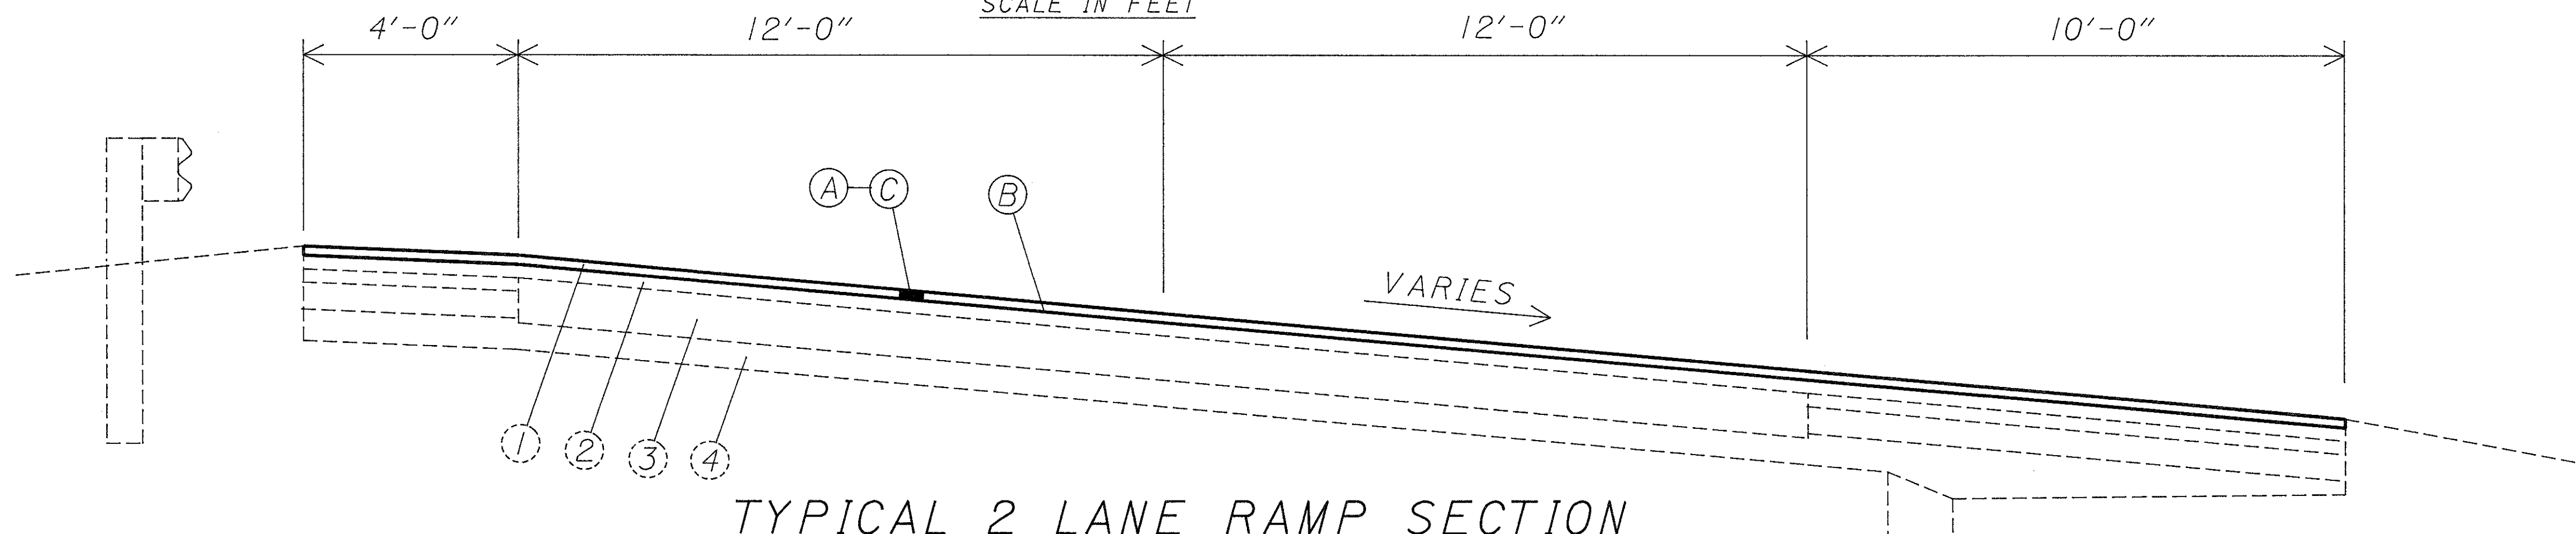 SCALE IN FEET
4'-0" 12'-0" 12'-0" 10'-0"
A C B
VARIES
1 2 3 4
TYPICAL 2 LANE RAMP SECTION